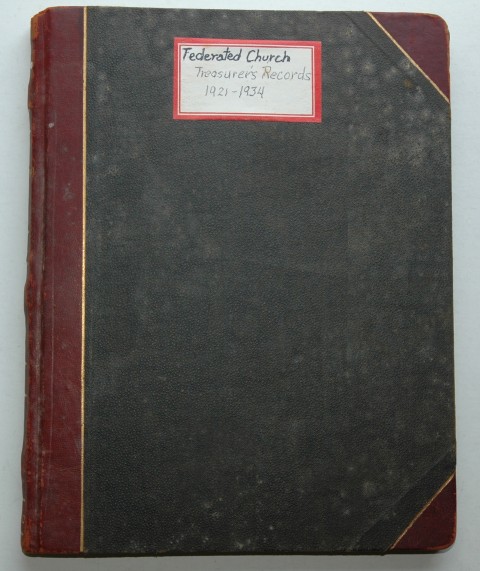 Federated Church
Treasurer's Records
1921-1934